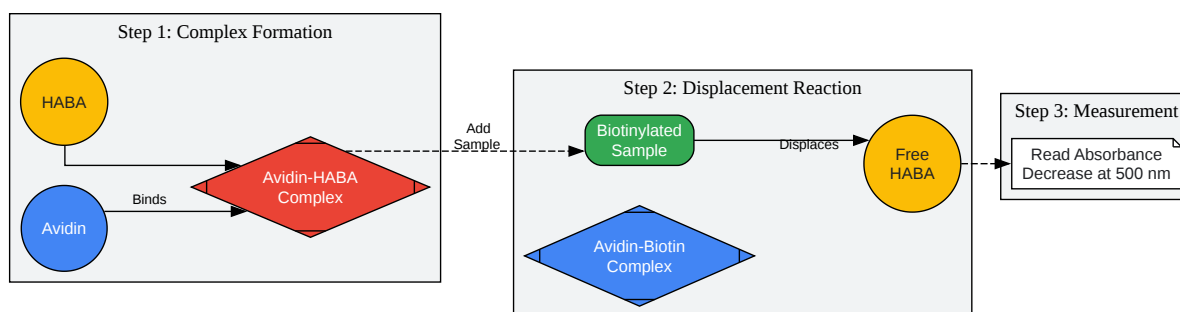 Step 1: Complex Formation
HABA
Avidin
Binds
Avidin-HABA
Complex
Add
Sample
Step 2: Displacement Reaction
Biotinylated
Sample
Displaces
Free
HABA
Avidin-Biotin
Complex
Step 3: Measurement
Read Absorbance
Decrease at 500 nm